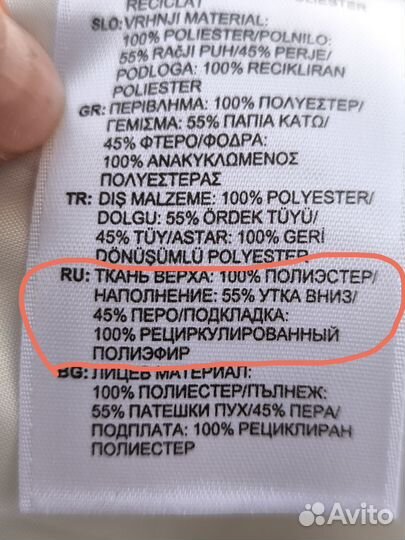 RECICLAT
POLIESTER
SLO: VRHNJI MATERIAL:
100% POLIESTER/POLNILO:
55% RAČJI PUH/45% PERJE/
PODLOGA: 100% RECIKLIRAN
POLIESTER
GR: ΠΕΡΙΒΛΗΜΑ: 100% ΠΟΛΥΕΣΤΕΡ/
ΓΕΜΙΣΜΑ: 55% ΠΑΠΙΑ ΚΑΤΩ/
45% ΦΤΕΡΟ/ΦΟΔΡΑ:
100% ΑΝΑΚΥΚΛΩΜΕΝΟΣ
ΠΟΛΥΕΣΤΕΡΑΣ
TR: DIŞ MALZEME: 100% POLYESTER/
DOLGU: 55% ÖRDEK TÜYÜ/
45% TÜY/ASTAR: 100% GERİ
DÖNÜŞÜMLÜ POLYESTER
RU: ТКАНЬ ВЕРХА: 100% ПОЛИЭСТЕР/
НАПОЛНЕНИЕ: 55% УТКА ВНИЗ/
45% ПЕРО/ПОДКЛАДКА:
100% РЕЦИРКУЛИРОВАННЫЙ
ПОЛИЭФИР
BG: ЛИЦЕВ МАТЕРИАЛ:
100% ПОЛИЕСТЕР/ПЪЛНЕЖ:
55% ПАТЕШКИ ПУХ/45% ПЕРА/
ПОДПЛАТА: 100% РЕЦИКЛИРАН
ПОЛИЕСТЕР
Avito